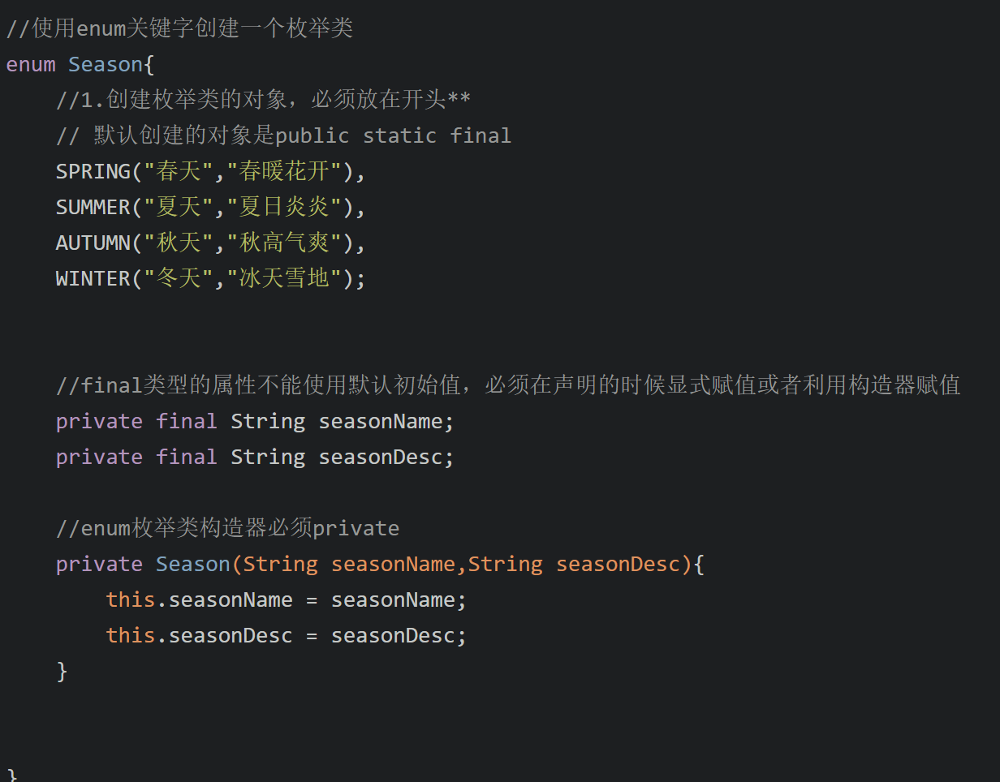 //使用enum关键字创建一个枚举类
enum Season{
//1.创建枚举类的对象，必须放在开头**
// 默认创建的对象是public static final
SPRING("春天","春暖花开"),
SUMMER("夏天","夏日炎炎"),
AUTUMN("秋天","秋高气爽"),
WINTER("冬天","冰天雪地");
//final类型的属性不能使用默认初始值，必须在声明的时候显式赋值或者利用构造器赋值
private final String seasonName;
private final String seasonDesc;
//enum枚举类构造器必须private
private Season(String seasonName,String seasonDesc){
this.seasonName = seasonName;
this.seasonDesc = seasonDesc;
}
}